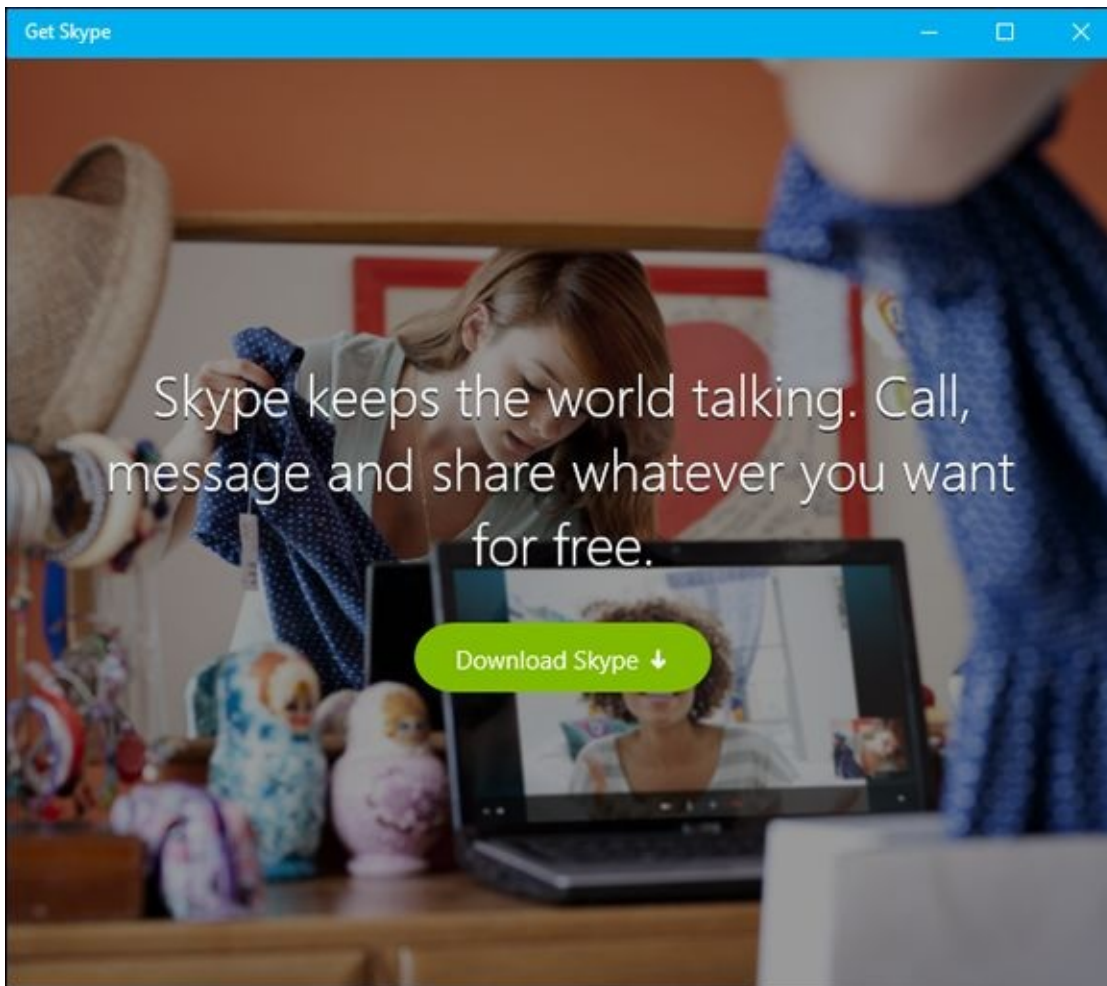 Get Skype
Skype keeps the world talking. Call,
message and share whatever you want
for free.
Download Skype